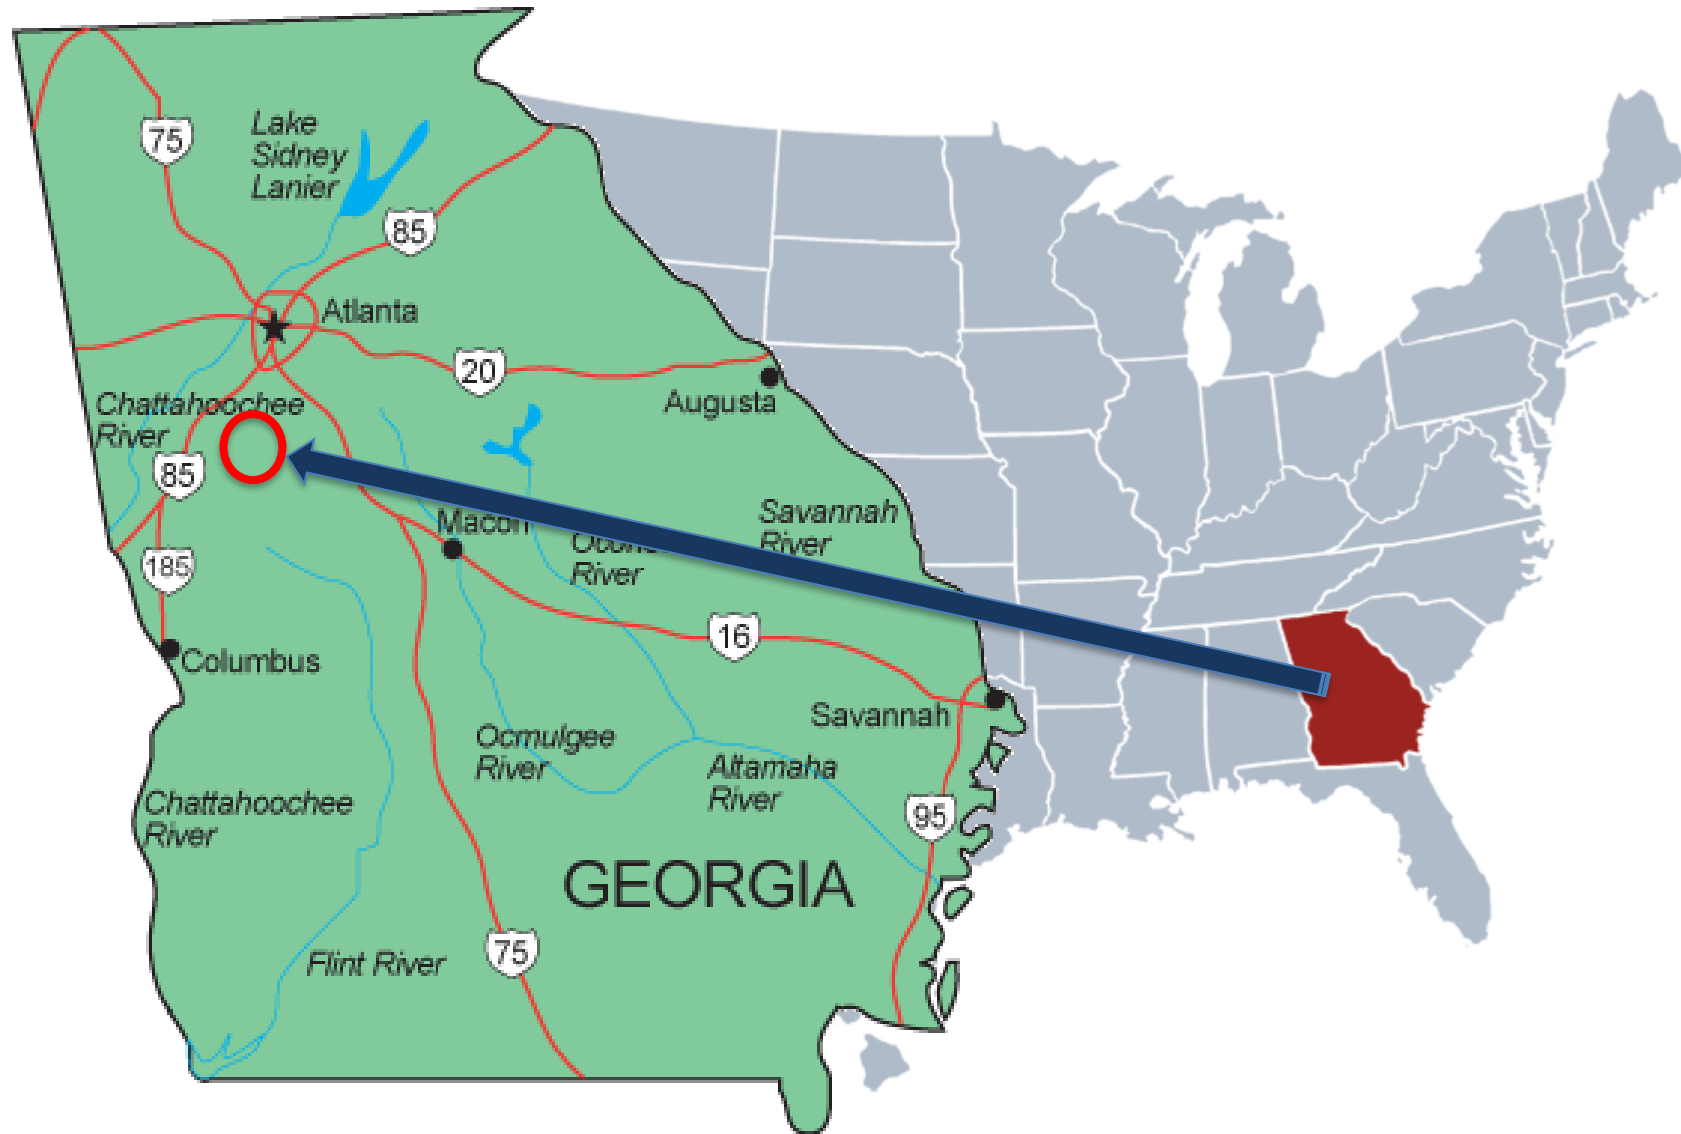 Lake
Sidney
Lanier
75
85
Atlanta
20
Augusta
Chattahoochee
River
85
Savannah
River
Macon
River
185
16
Columbus
Savannah
Ocmulgee
River
Altamaha
River
Chattahoochee
River
95
GEORGIA
75
Flint River